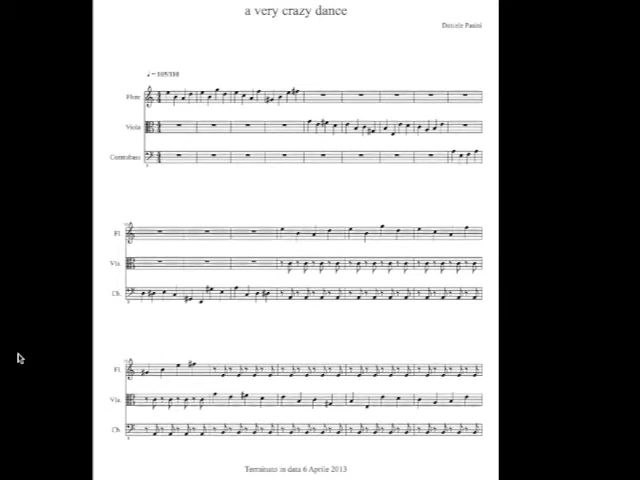 a very crazy dance
Daniele Pasini
♩ = 105/108
Flute
Viola
Contrabass
Fl.
Vla.
Cb.
Fl.
Vla.
Cb.
Terminato in data 6 Aprile 2013